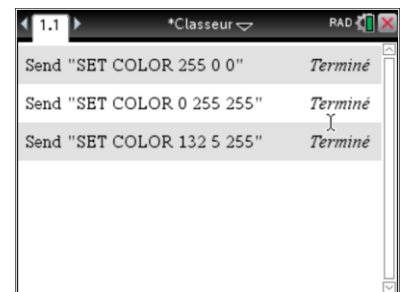 1.1 *Classeur RAD
Send "SET COLOR 255 0 0" Terminé
Send "SET COLOR 0 255 255" Terminé
Send "SET COLOR 132 5 255" Terminé